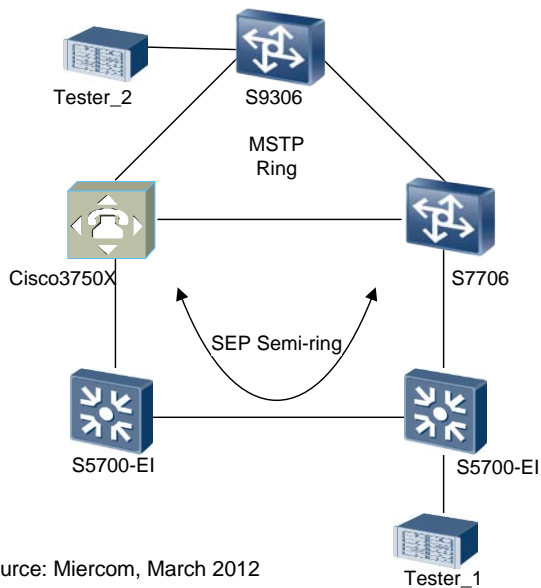 Tester_2
S9306
MSTP
Ring
Cisco3750X
S7706
SEP Semi-ring
S5700-EI
S5700-EI
urce: Miercom, March 2012
Tester_1